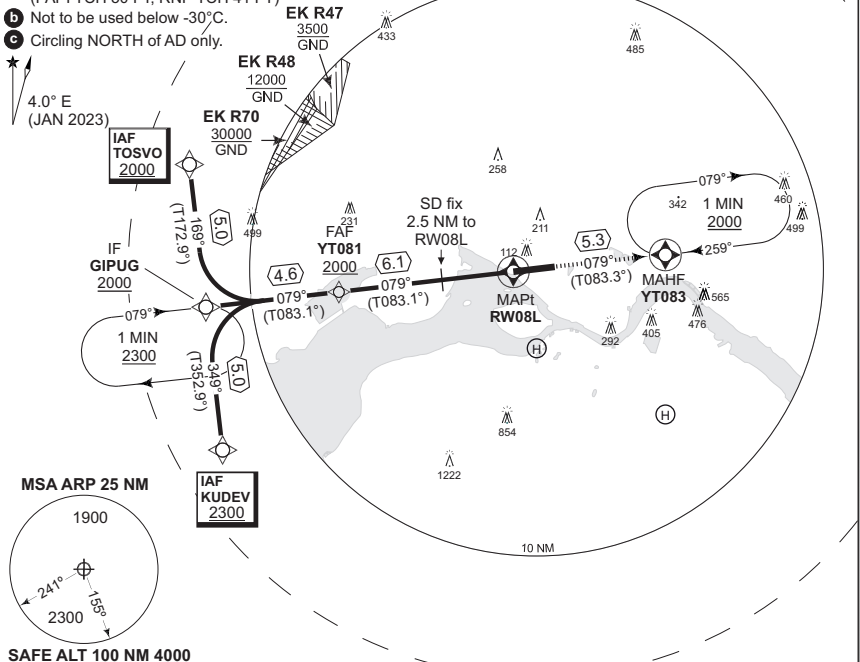 b Not to be used below -30°C.
c Circling NORTH of AD only.
4.0° E
(JAN 2023)
EK R47
3500
GND
EK R48
12000
GND
EK R70
30000
GND
433
485
IAF
TOSVO
2000
169°
(T172.9°)
5.0
499
231
258
211
SD fix
2.5 NM to
RW08L
FAF
YT081
2000
IF
GIPUG
2000
4.6
079°
(T083.1°)
6.1
079°
(T083.1°)
112
5.3
079°
(T083.3°)
MAPt
RW08L
MAHF
YT083
079°
1 MIN
2000
342
259°
460
499
565
476
405
292
079°
1 MIN
2300
349°
(T352.9°)
5.0
IAF
KUDEV
2300
H
H
854
1222
10 NM
MSA ARP 25 NM
1900
241°
155°
2300
SAFE ALT 100 NM 4000